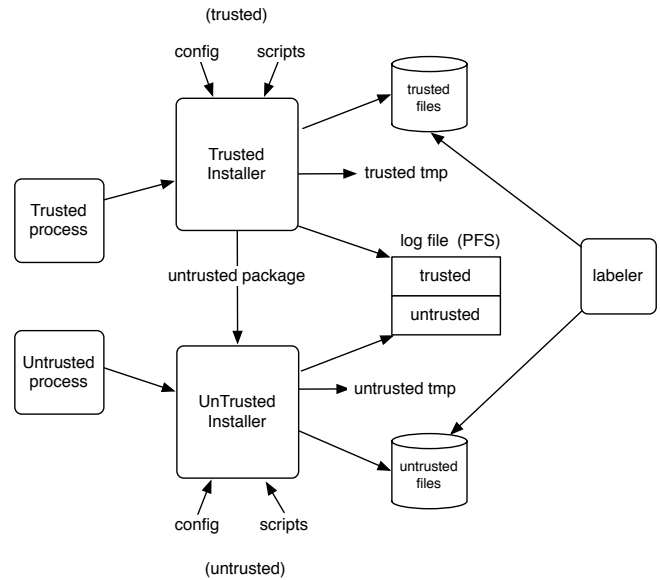 (trusted)
config scripts
trusted
files
Trusted
Installer
trusted tmp
Trusted
process
log file (PFS)
trusted
untrusted
labeler
untrusted package
Untrusted
process
UnTrusted
Installer
untrusted tmp
untrusted
files
config scripts
(untrusted)